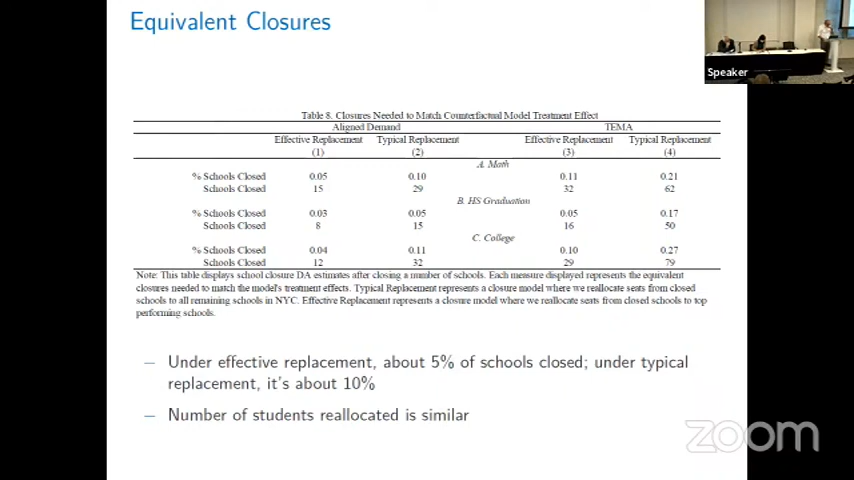 Equivalent Closures
Speaker
Table 8. Closures Needed to Match Counterfactual Model Treatment Effect
Aligned Demand TEMA
Effective Replacement Typical Replacement Effective Replacement Typical Replacement
(1) (2) (3) (4)
A. Math
% Schools Closed 0.05 0.10 0.11 0.21
Schools Closed 15 29 32 62
B. HS Graduation
% Schools Closed 0.03 0.05 0.05 0.17
Schools Closed 8 15 16 50
C. College
% Schools Closed 0.04 0.11 0.10 0.27
Schools Closed 12 32 29 79
Note: This table displays school closure DA estimates after closing a number of schools. Each measure displayed represents the equivalent
closures needed to match the model's treatment effects. Typical Replacement represents a closure model where we reallocate seats from closed
schools to all remaining schools in NYC. Effective Replacement represents a closure model where we reallocate seats from closed schools to top
performing schools.
– Under effective replacement, about 5% of schools closed; under typical
replacement, it's about 10%
– Number of students reallocated is similar
zoom